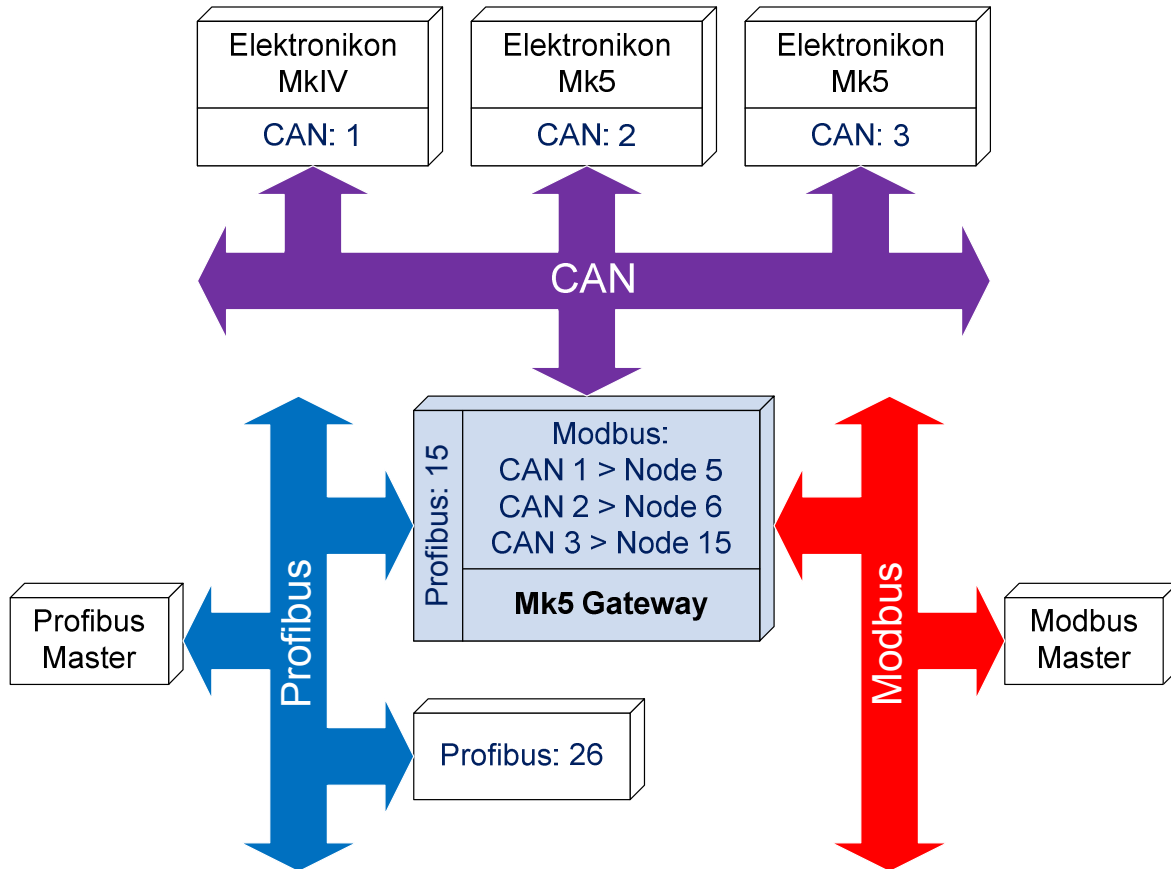 Elektronikon
MkIV
CAN: 1
Elektronikon
Mk5
CAN: 2
Elektronikon
Mk5
CAN: 3
CAN
Profibus: 15
Modbus:
CAN 1 > Node 5
CAN 2 > Node 6
CAN 3 > Node 15
Mk5 Gateway
Profibus
Master
Profibus
Modbus
Modbus
Master
Profibus: 26